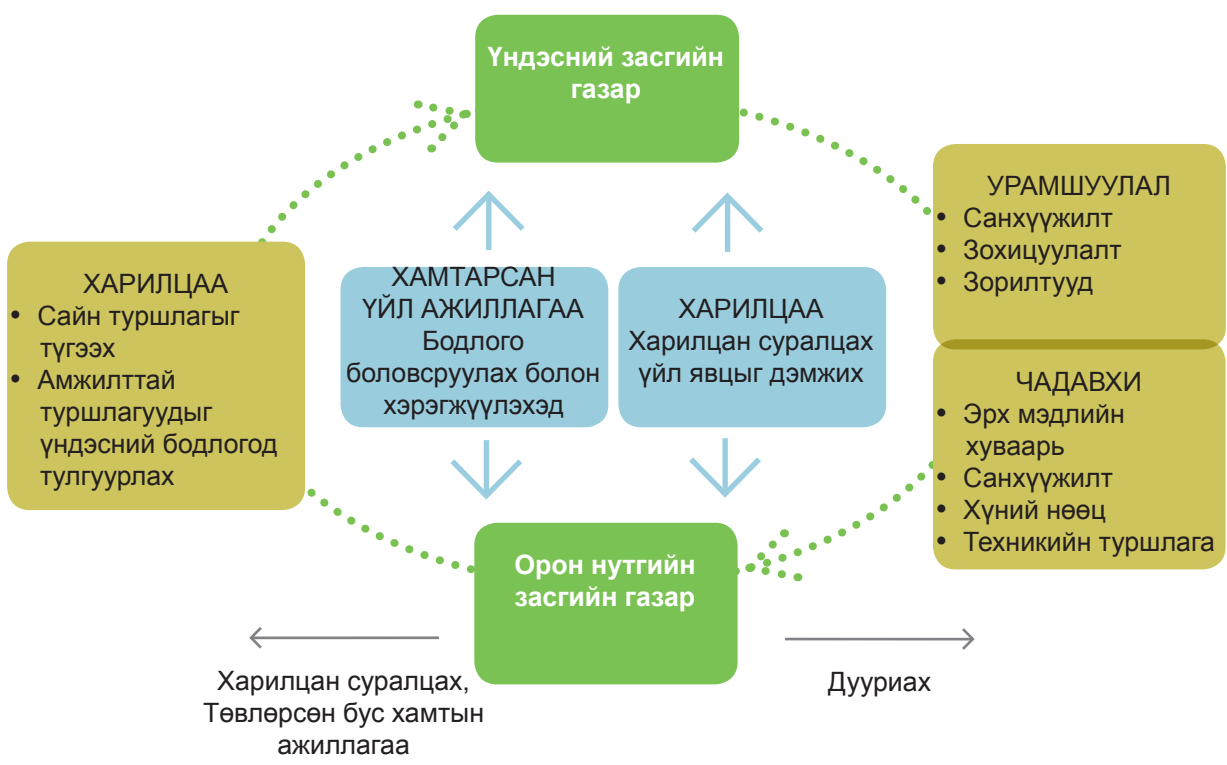 Үндэсний засгийн
газар
ХАРИЛЦАА
• Сайн туршлагыг
түгээх
• Амжилттай
туршлагуудыг
үндэсний бодлогод
тулгуурлах
ХАМТАРСАН
ҮЙЛ АЖИЛЛАГАА
Бодлого
боловсруулах болон
хэрэгжүүлэхэд
ХАРИЛЦАА
Харилцан суралцах
үйл явцыг дэмжих
УРАМШУУЛАЛ
• Санхүүжилт
• Зохицуулалт
• Зорилтууд
ЧАДАВХИ
• Эрх мэдлийн
хуваарь
• Санхүүжилт
• Хүний нөөц
• Техникийн туршлага
Орон нутгийн
засгийн газар
Харилцан суралцах,
Төвлөрсөн бус хамтын
ажиллагаа
Дууриах